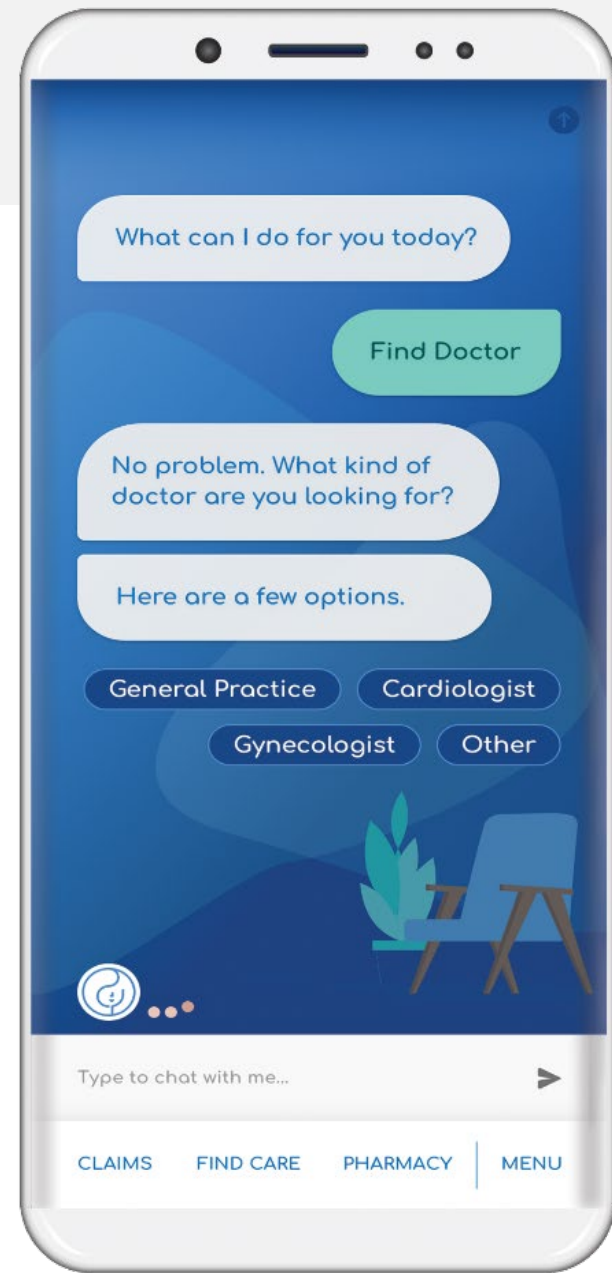 What can I do for you today?
Find Doctor
No problem. What kind of
doctor are you looking for?
Here are a few options.
General Practice
Cardiologist
Gynecologist
Other
Type to chat with me...
CLAIMS
FIND CARE
PHARMACY
MENU